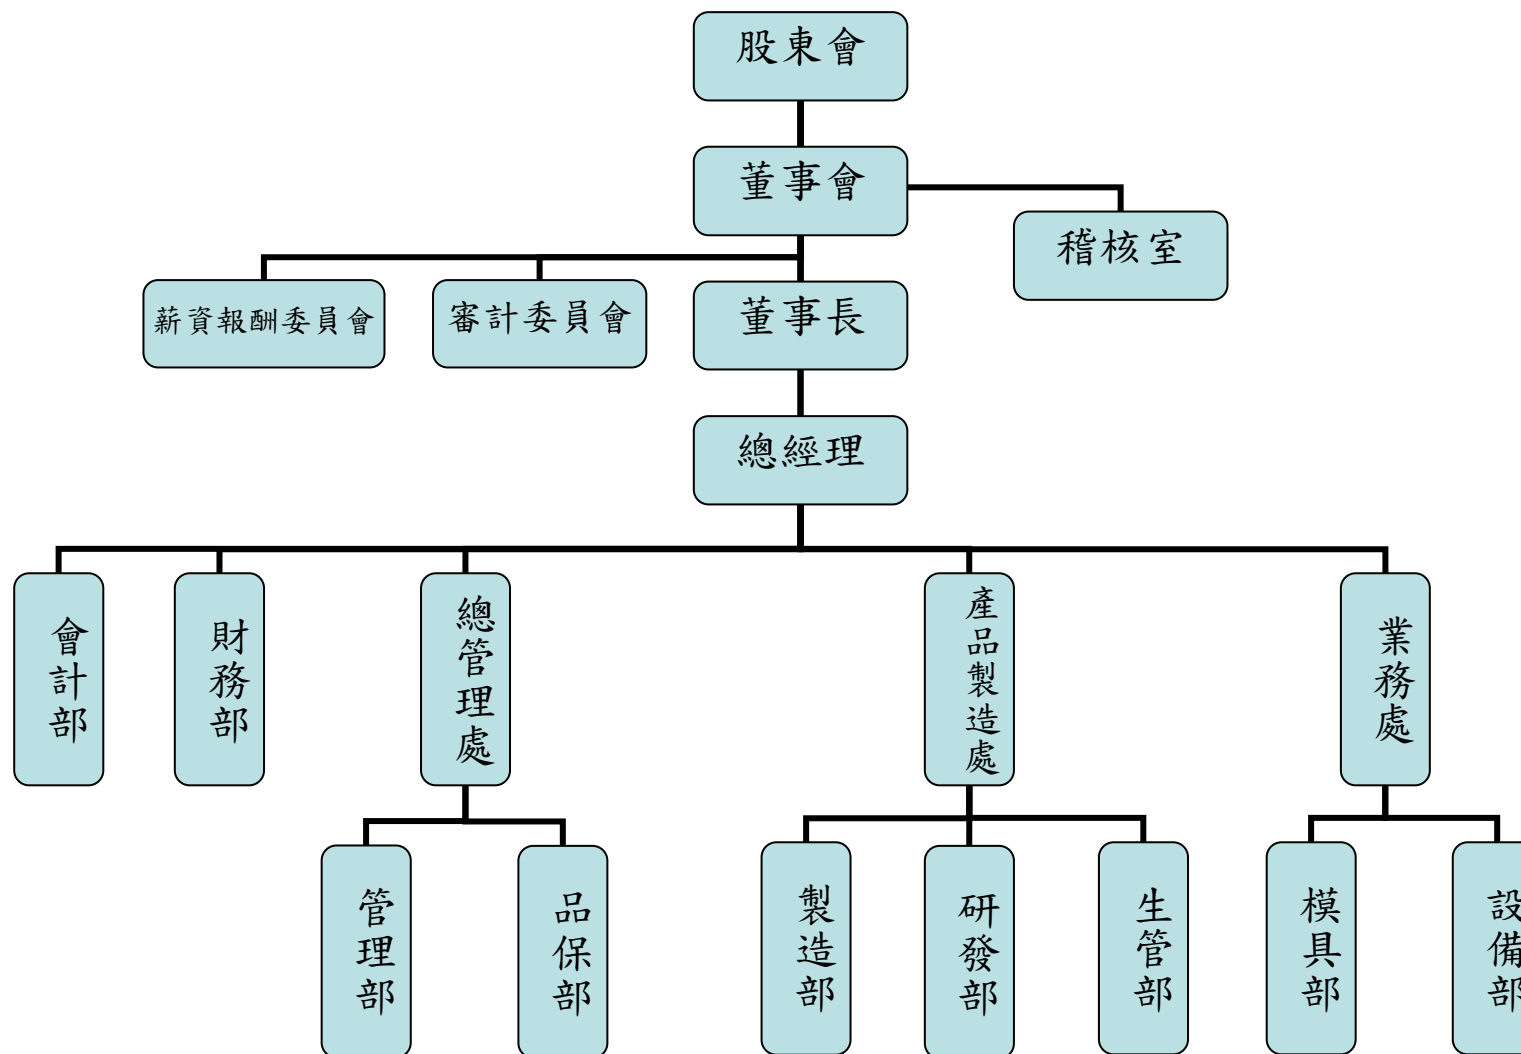 股東會
董事會
稽核室
薪資報酬委員會
審計委員會
董事長
總經理
會計部
財務部
總管理處
產品製造處
業務處
管理部
品保部
製造部
研發部
生管部
模具部
設備部